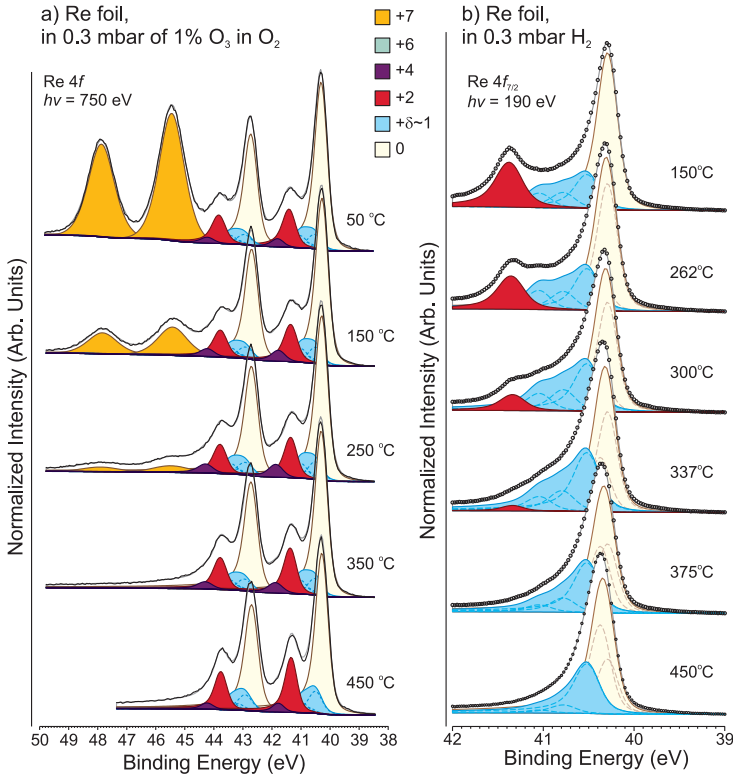 a) Re foil,
in 0.3 mbar of 1% O₃ in O₂
Re 4f
hν = 750 eV
+7
+6
+4
+2
+δ~1
0
50 °C
150 °C
250 °C
350 °C
450 °C
Normalized Intensity (Arb. Units)
50 49 48 47 46 45 44 43 42 41 40 39
Binding Energy (eV)
b) Re foil,
in 0.3 mbar H₂
Re 4f₇/₂
hν = 190 eV
150°C
262°C
300°C
337°C
375°C
450°C
Normalized Intensity (Arb. Units)
42 41 40 39
Binding Energy (eV)